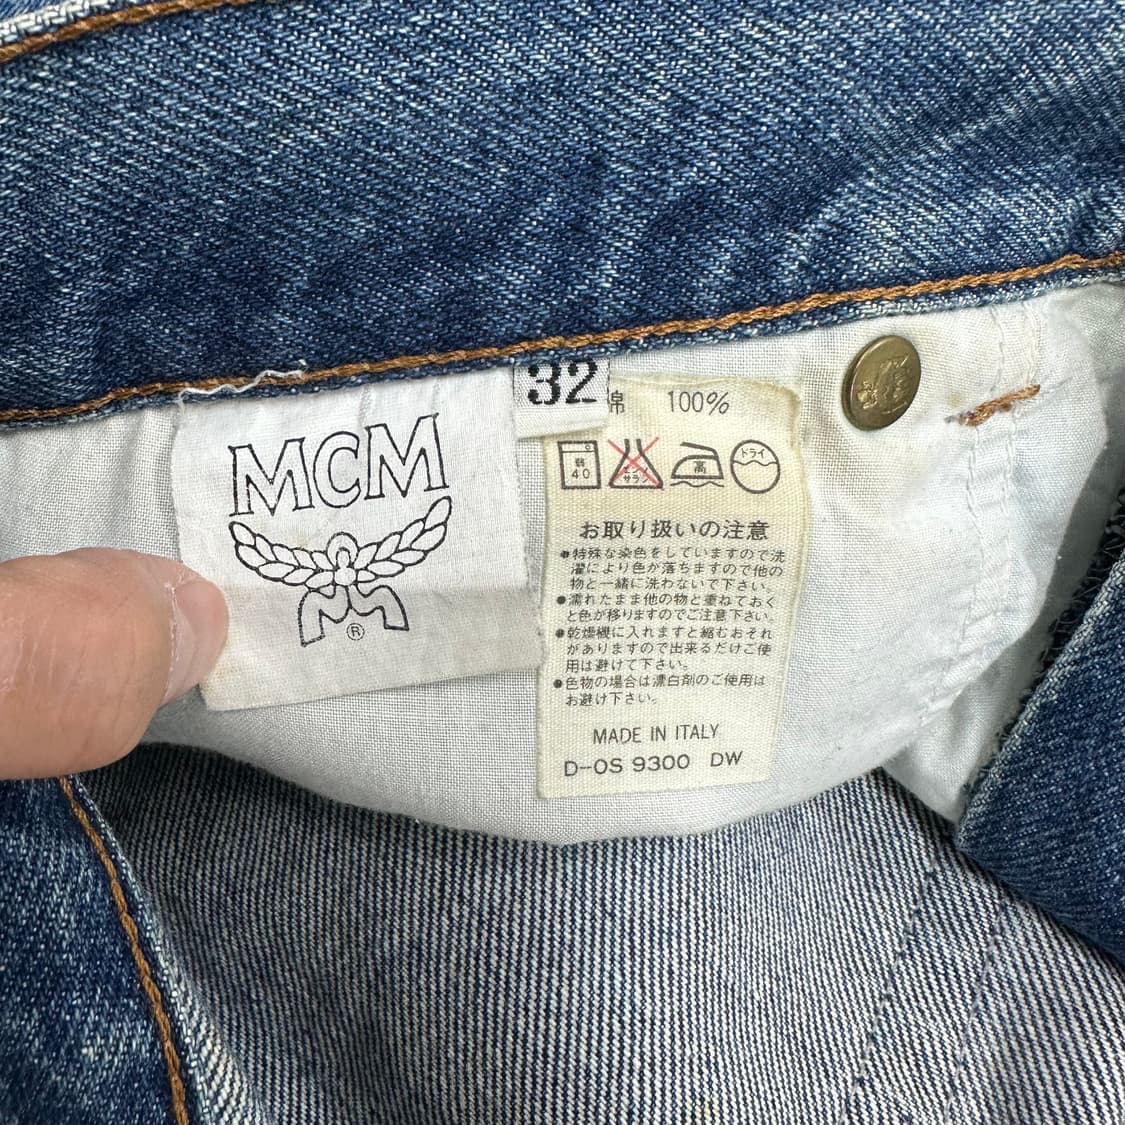 MCM
®
32
綿 100%
弱
40
エンソ
サラシ
高
ドライ
お取り扱いの注意
●特殊な染色をしていますので洗
濯により色が落ちますので他の
物と一緒に洗わないで下さい。
●濡れたまま他の物と重ねておく
と色が移りますのでご注意下さい。
●乾燥機に入れますと縮むおそれ
がありますので出来るだけご使
用は避けて下さい。
●色物の場合は漂白剤のご使用は
お避け下さい。
MADE IN ITALY
D-OS 9300 DW